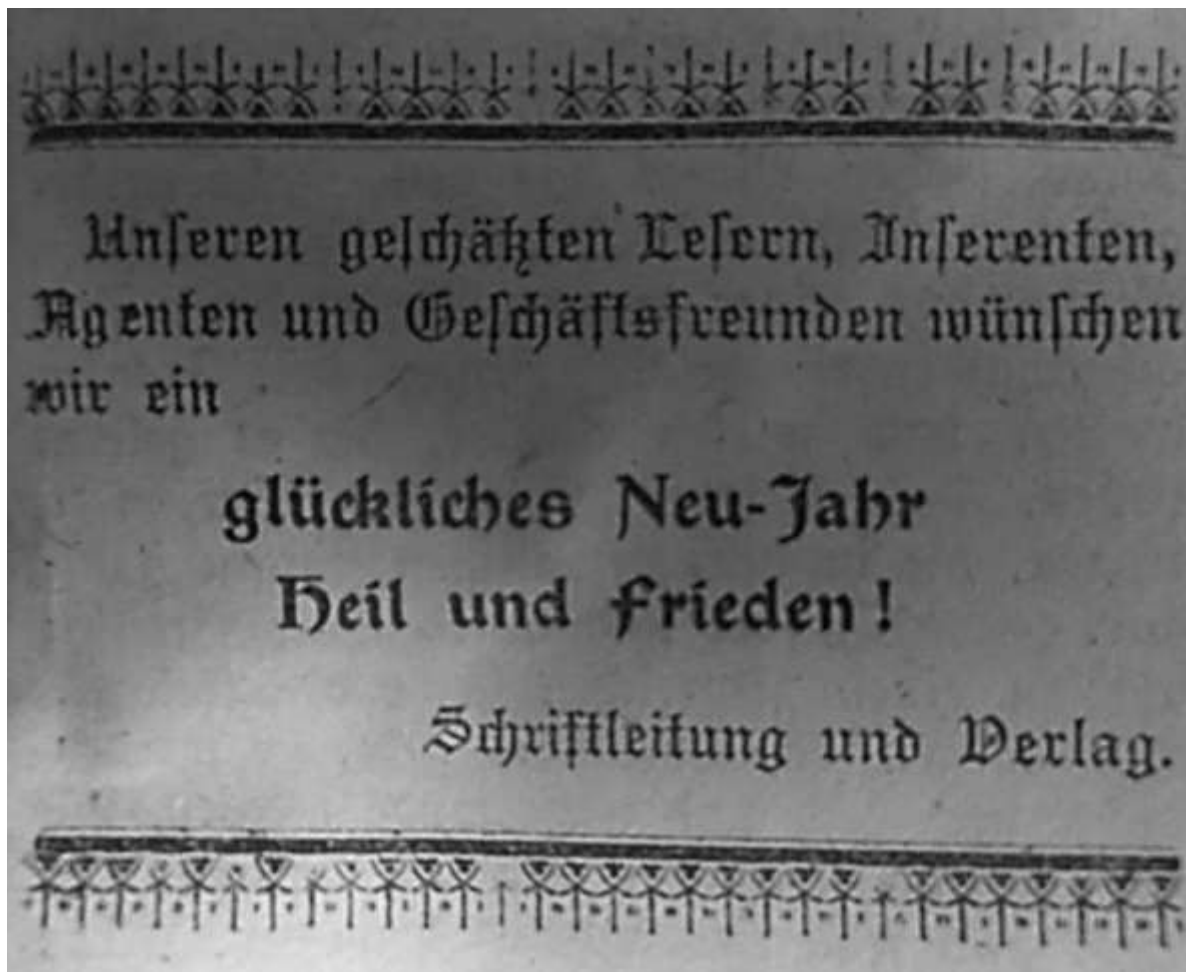 Unſeren geſchätzten Leſern, Inſerenten,
Agenten und Geſchäftsfreunden wünſchen
wir ein
glückliches Neu-Jahr
Heil und Frieden!
Schriftleitung und Verlag.